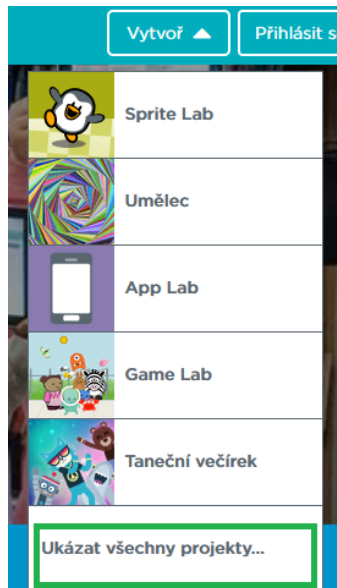 Vytvoř
Přihlásit s
Sprite Lab
Umělec
App Lab
Game Lab
Taneční večírek
Ukázat všechny projekty...